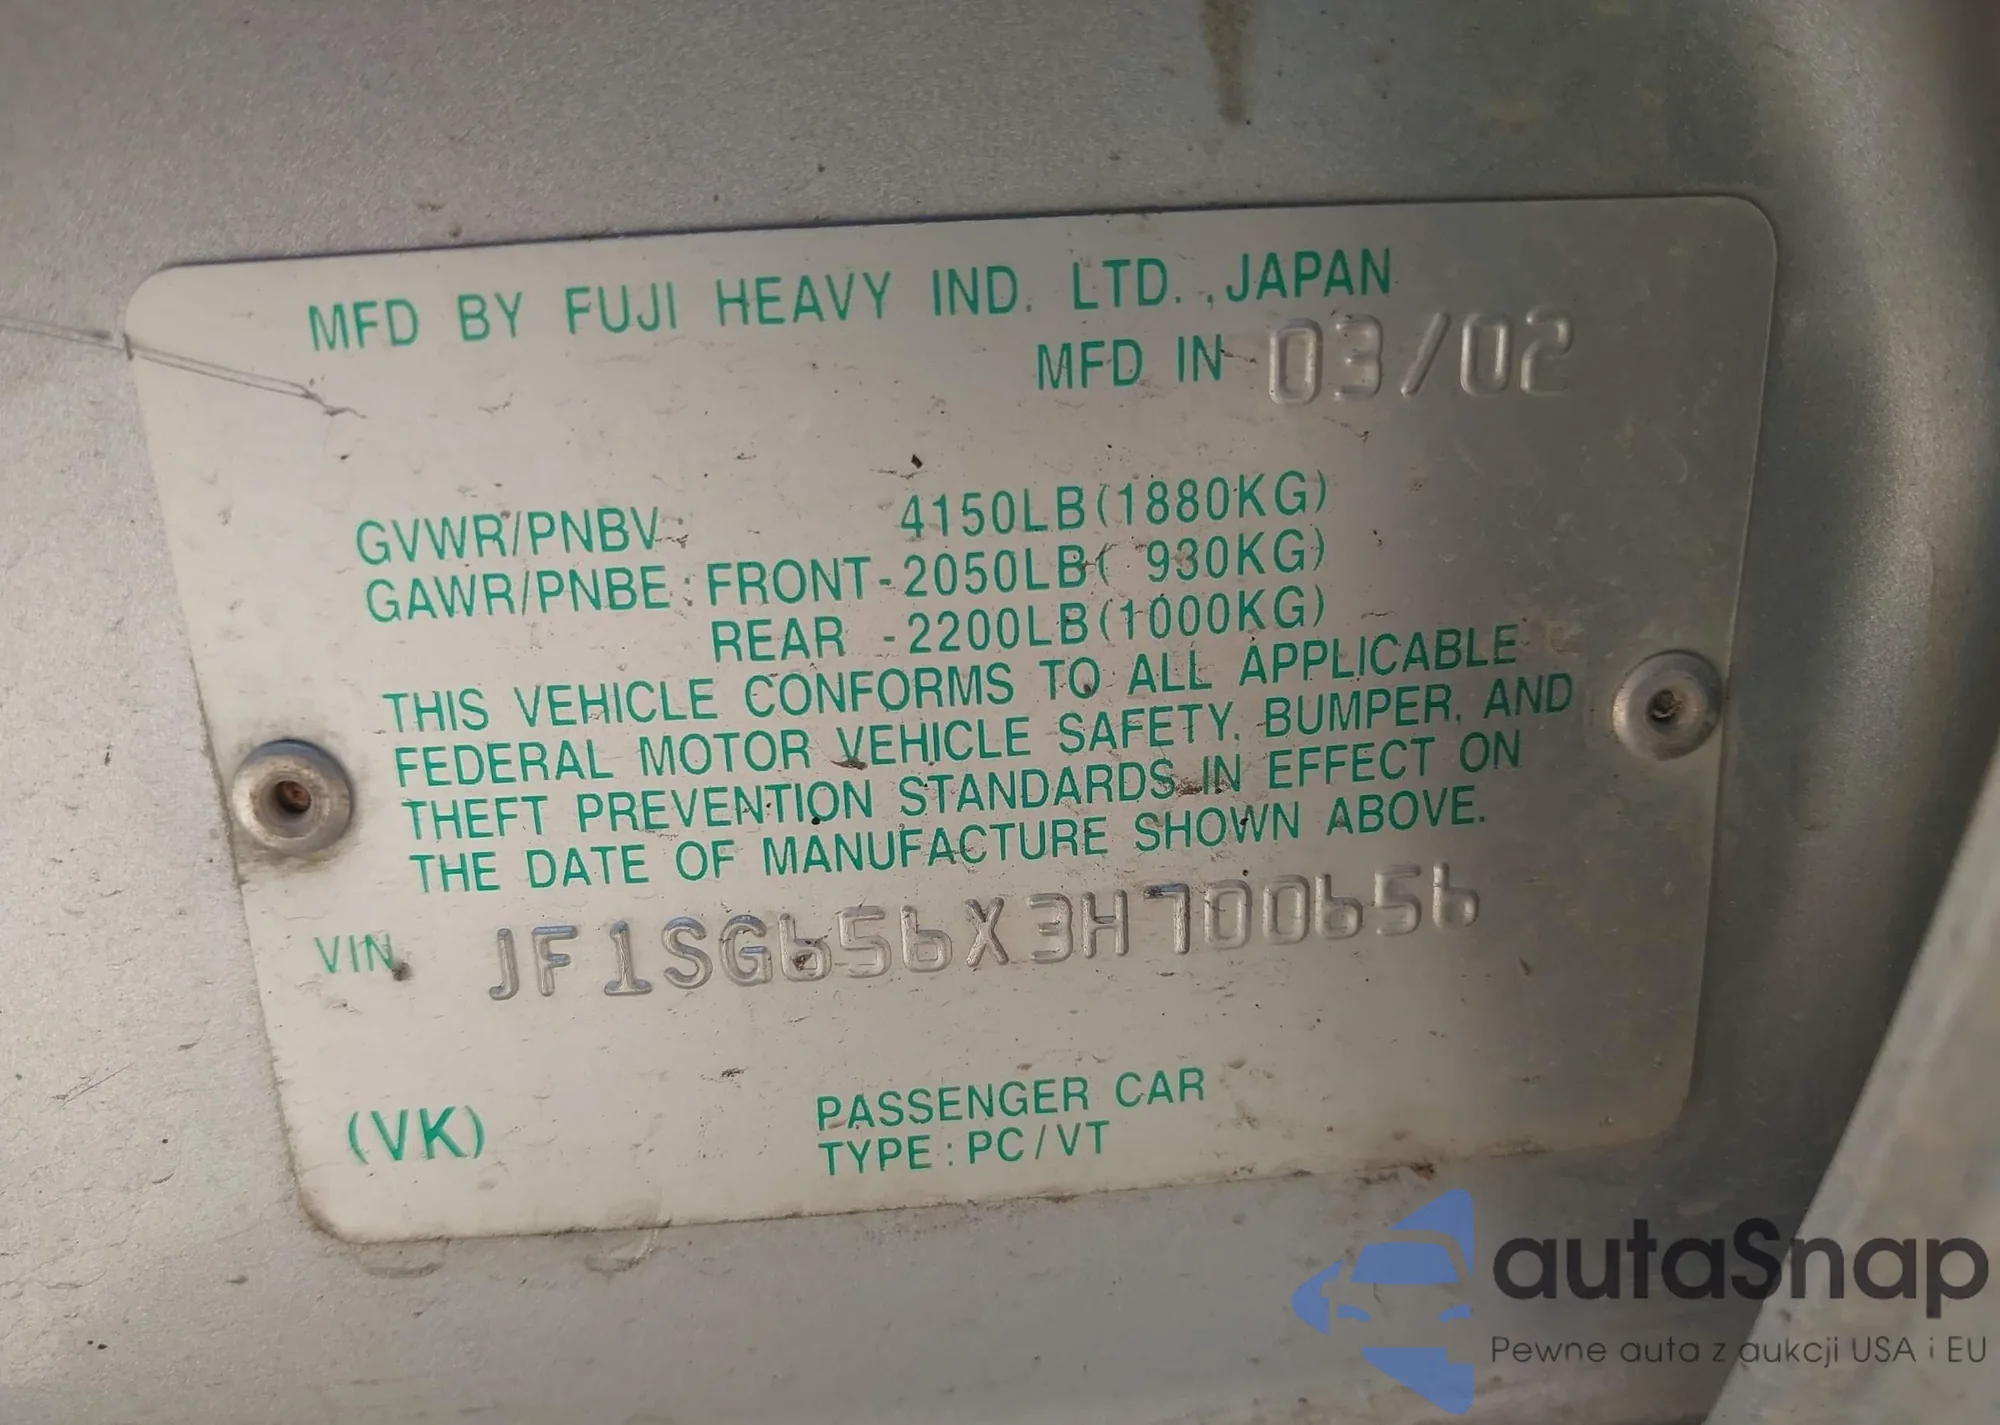 MFD BY FUJI HEAVY IND. LTD.,JAPAN
MFD IN 03/02
GVWR/PNBV: 4150LB(1880KG)
GAWR/PNBE: FRONT-2050LB( 930KG)
REAR -2200LB(1000KG)
THIS VEHICLE CONFORMS TO ALL APPLICABLE
FEDERAL MOTOR VEHICLE SAFETY, BUMPER, AND
THEFT PREVENTION STANDARDS IN EFFECT ON
THE DATE OF MANUFACTURE SHOWN ABOVE.
VIN. JF1SG656X3H700656
(VK)
PASSENGER CAR
TYPE:PC/VT
autaSnap
Pewne auta z aukcji USA i EU